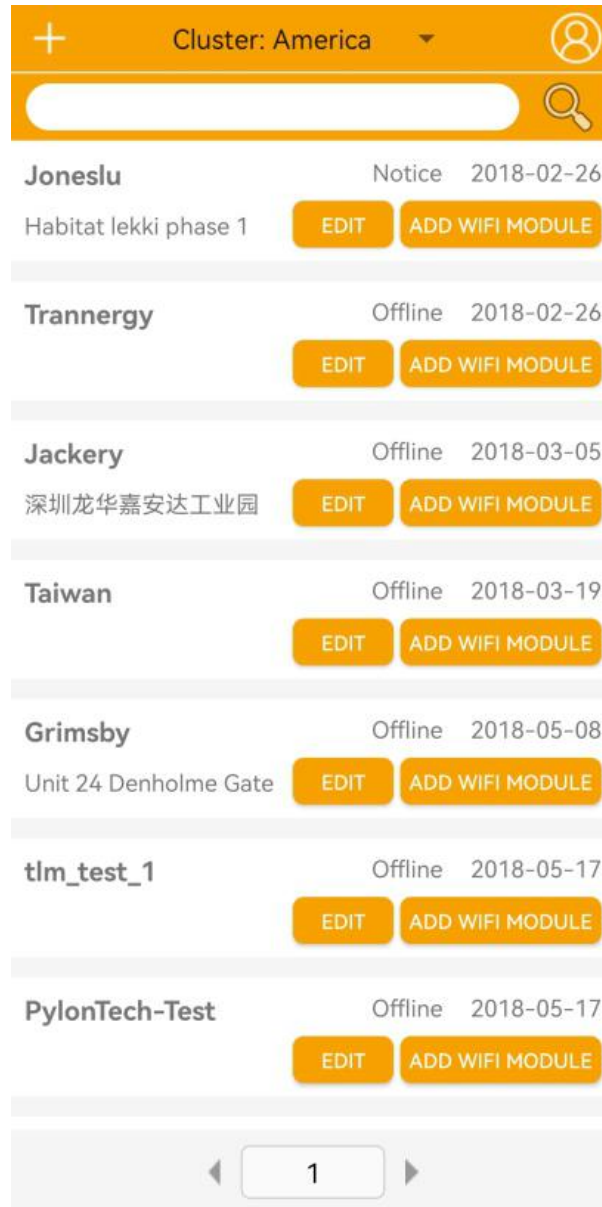 Cluster: America
Joneslu Notice 2018-02-26
Habitat lekki phase 1 EDIT ADD WIFI MODULE
Trannergy Offline 2018-02-26
EDIT ADD WIFI MODULE
Jackery Offline 2018-03-05
深圳龙华嘉安达工业园 EDIT ADD WIFI MODULE
Taiwan Offline 2018-03-19
EDIT ADD WIFI MODULE
Grimsby Offline 2018-05-08
Unit 24 Denholme Gate EDIT ADD WIFI MODULE
tlm_test_1 Offline 2018-05-17
EDIT ADD WIFI MODULE
PylonTech-Test Offline 2018-05-17
EDIT ADD WIFI MODULE
1